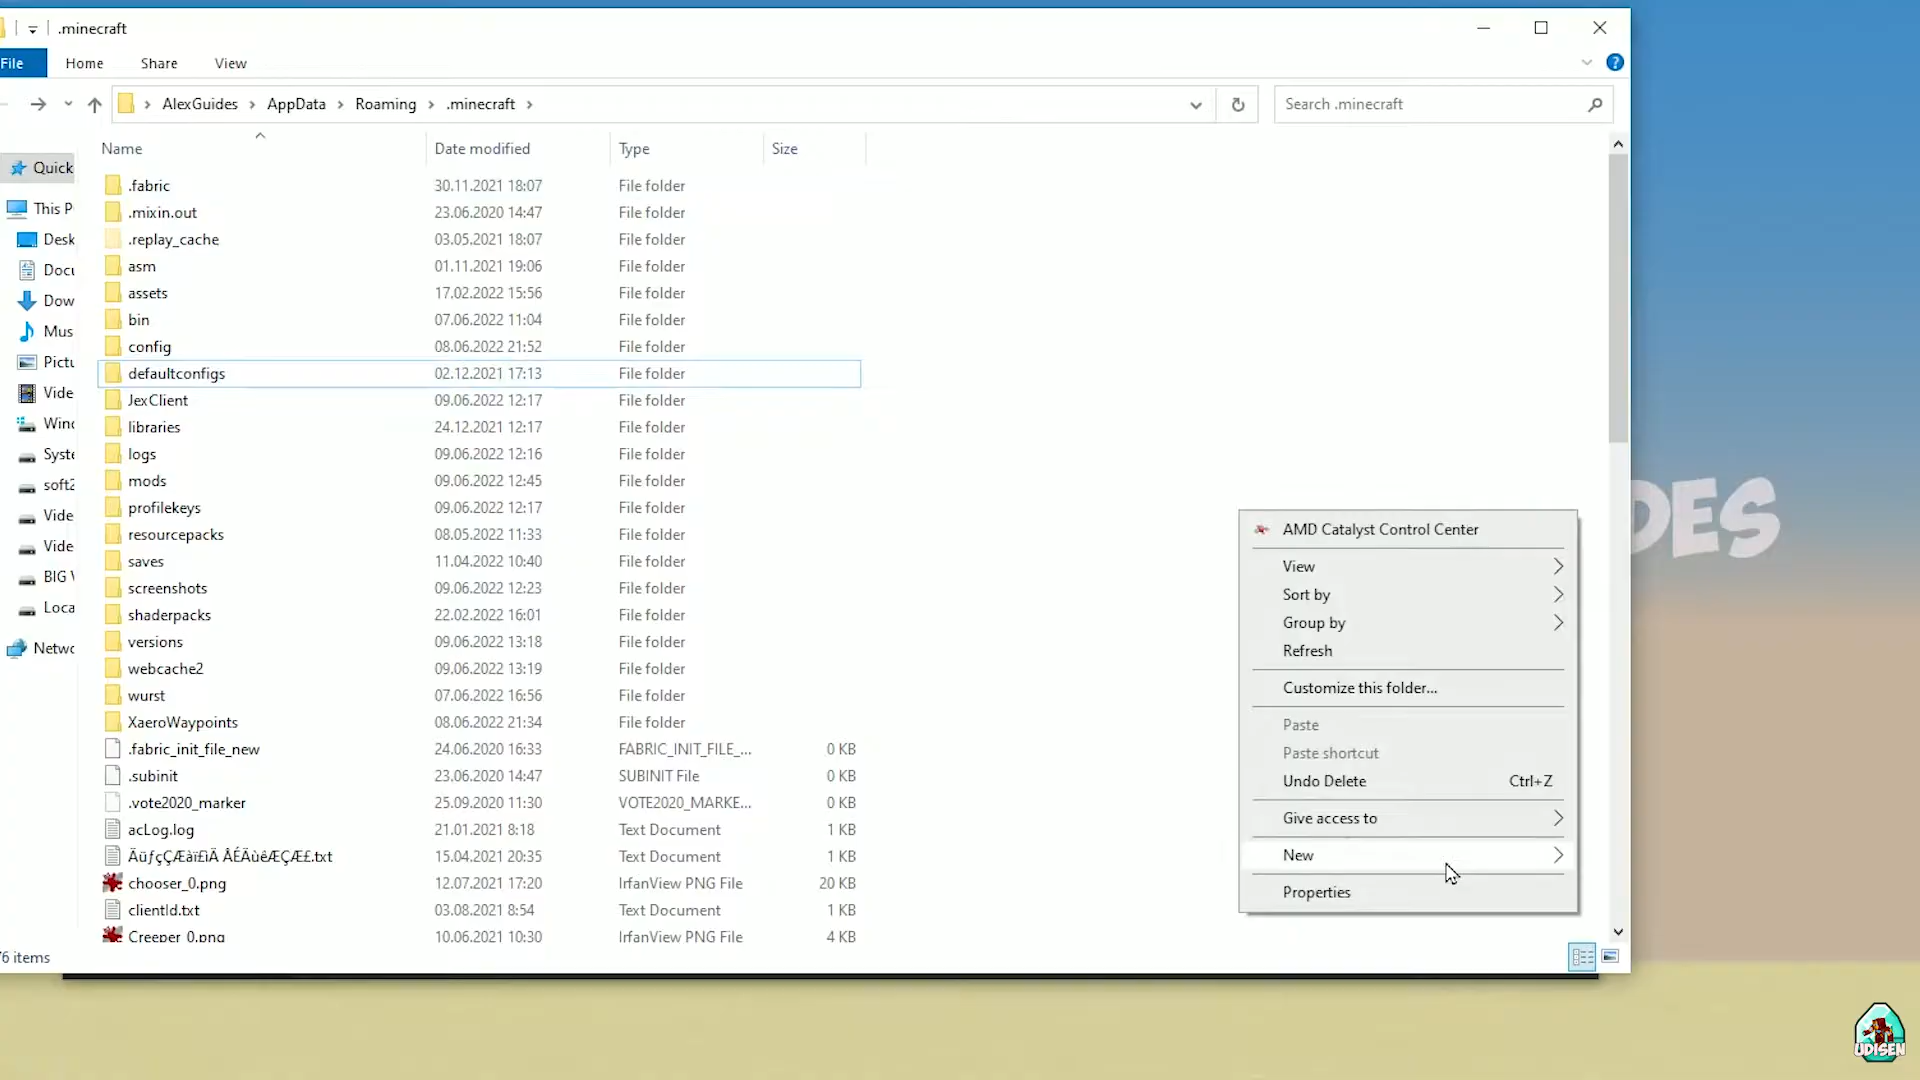 .minecraft
File Home Share View
AlexGuides AppData Roaming .minecraft
Search .minecraft
Name Date modified Type Size
Quick
This P
Desk
Docu
Dow
Mus
Pictu
Vide
Wind
Syste
soft2
Vide
Vide
BIG V
Loca
Netwo
.fabric 30.11.2021 18:07 File folder
.mixin.out 23.06.2020 14:47 File folder
.replay_cache 03.05.2021 18:07 File folder
asm 01.11.2021 19:06 File folder
assets 17.02.2022 15:56 File folder
bin 07.06.2022 11:04 File folder
config 08.06.2022 21:52 File folder
defaultconfigs 02.12.2021 17:13 File folder
JexClient 09.06.2022 12:17 File folder
libraries 24.12.2021 12:17 File folder
logs 09.06.2022 12:16 File folder
mods 09.06.2022 12:45 File folder
profilekeys 09.06.2022 12:17 File folder
resourcepacks 08.05.2022 11:33 File folder
saves 11.04.2022 10:40 File folder
screenshots 09.06.2022 12:23 File folder
shaderpacks 22.02.2022 16:01 File folder
versions 09.06.2022 13:18 File folder
webcache2 09.06.2022 13:19 File folder
wurst 07.06.2022 16:56 File folder
XaeroWaypoints 08.06.2022 21:34 File folder
.fabric_init_file_new 24.06.2020 16:33 FABRIC_INIT_FILE_... 0 KB
.subinit 23.06.2020 14:47 SUBINIT File 0 KB
.vote2020_marker 25.09.2020 11:30 VOTE2020_MARKE... 0 KB
acLog.log 21.01.2021 8:18 Text Document 1 KB
15.04.2021 20:35 Text Document 1 KB
chooser_0.png 12.07.2021 17:20 IrfanView PNG File 20 KB
clientId.txt 03.08.2021 8:54 Text Document 1 KB
Creeper_0.png 10.06.2021 10:30 IrfanView PNG File 4 KB
6 items
AMD Catalyst Control Center
View
Sort by
Group by
Refresh
Customize this folder...
Paste
Paste shortcut
Undo Delete Ctrl+Z
Give access to
New
Properties
DES
UDISEN